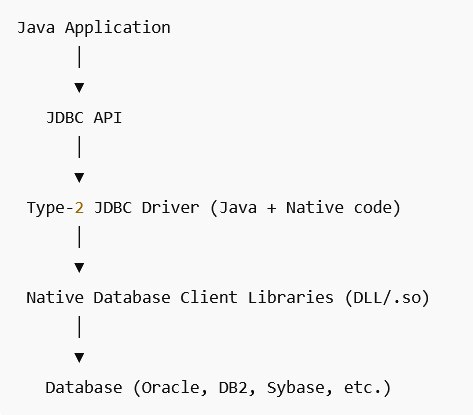 Java Application
JDBC API
Type-2 JDBC Driver (Java + Native code)
Native Database Client Libraries (DLL/.so)
Database (Oracle, DB2, Sybase, etc.)